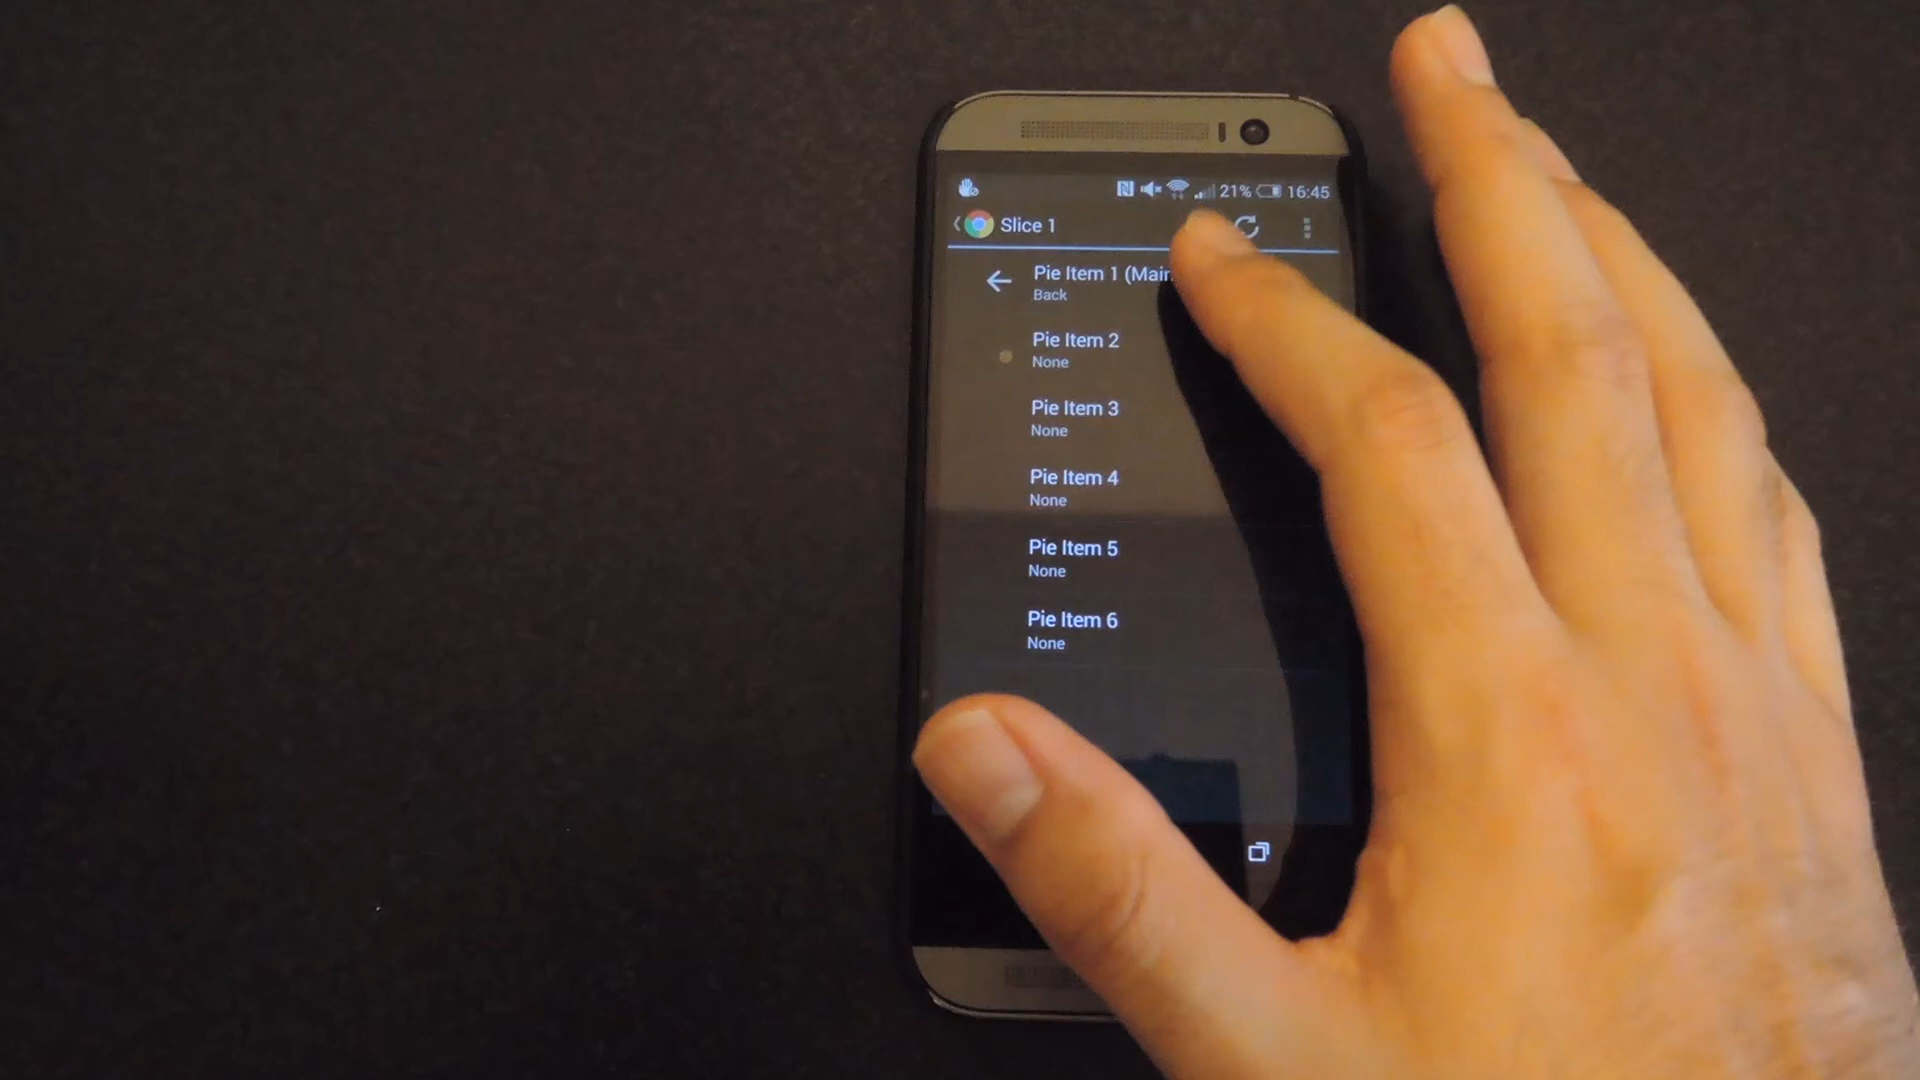 21% 16:45
Slice 1
Pie Item 1 (Main
Back
Pie Item 2
None
Pie Item 3
None
Pie Item 4
None
Pie Item 5
None
Pie Item 6
None